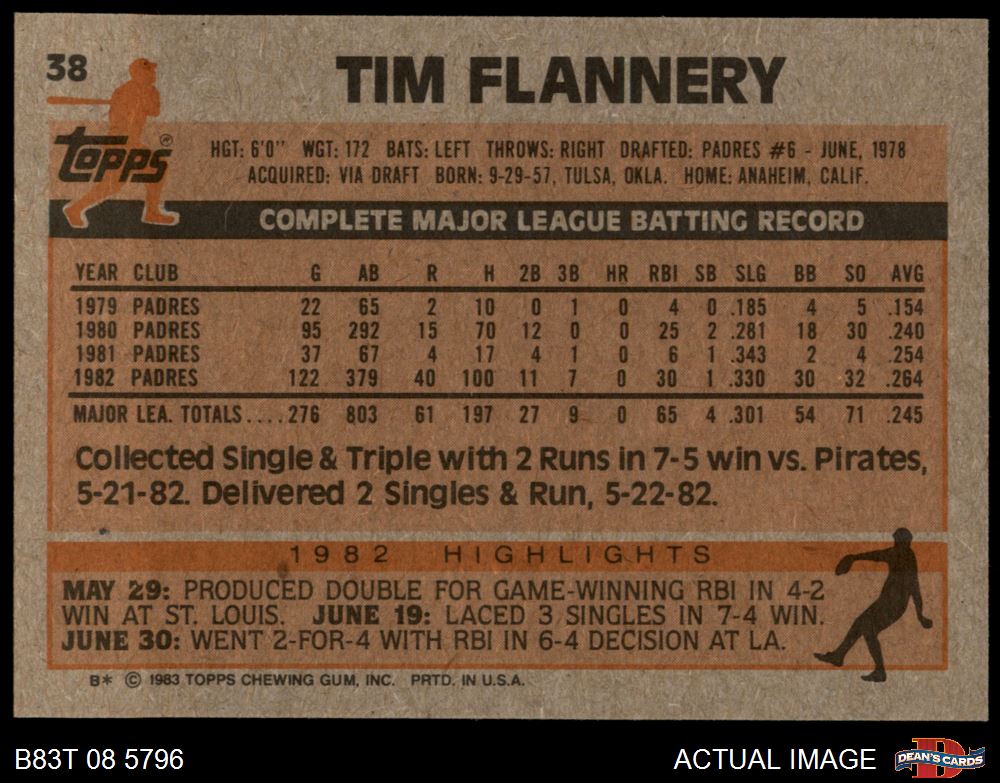 38
TIM FLANNERY
Topps
HGT: 6'0" WGT: 172 BATS: LEFT THROWS: RIGHT DRAFTED: PADRES #6 - JUNE, 1978
ACQUIRED: VIA DRAFT BORN: 9-29-57, TULSA, OKLA. HOME: ANAHEIM, CALIF.
COMPLETE MAJOR LEAGUE BATTING RECORD
YEAR CLUB G AB R H 2B 3B HR RBI SB SLG BB SO AVG
1979 PADRES 22 65 2 10 0 1 0 4 0 .185 4 5 .154
1980 PADRES 95 292 15 70 12 0 0 25 2 .281 18 30 .240
1981 PADRES 37 67 4 17 4 1 0 6 1 .343 2 4 .254
1982 PADRES 122 379 40 100 11 7 0 30 1 .330 30 32 .264
MAJOR LEA. TOTALS....276 803 61 197 27 9 0 65 4 .301 54 71 .245
Collected Single & Triple with 2 Runs in 7-5 win vs. Pirates,
5-21-82. Delivered 2 Singles & Run, 5-22-82.
1982 HIGHLIGHTS
MAY 29: PRODUCED DOUBLE FOR GAME-WINNING RBI IN 4-2
WIN AT ST. LOUIS. JUNE 19: LACED 3 SINGLES IN 7-4 WIN.
JUNE 30: WENT 2-FOR-4 WITH RBI IN 6-4 DECISION AT LA.
B* © 1983 TOPPS CHEWING GUM, INC. PRTD. IN U.S.A.
B83T 08 5796
ACTUAL IMAGE
D
DEAN'S CARDS